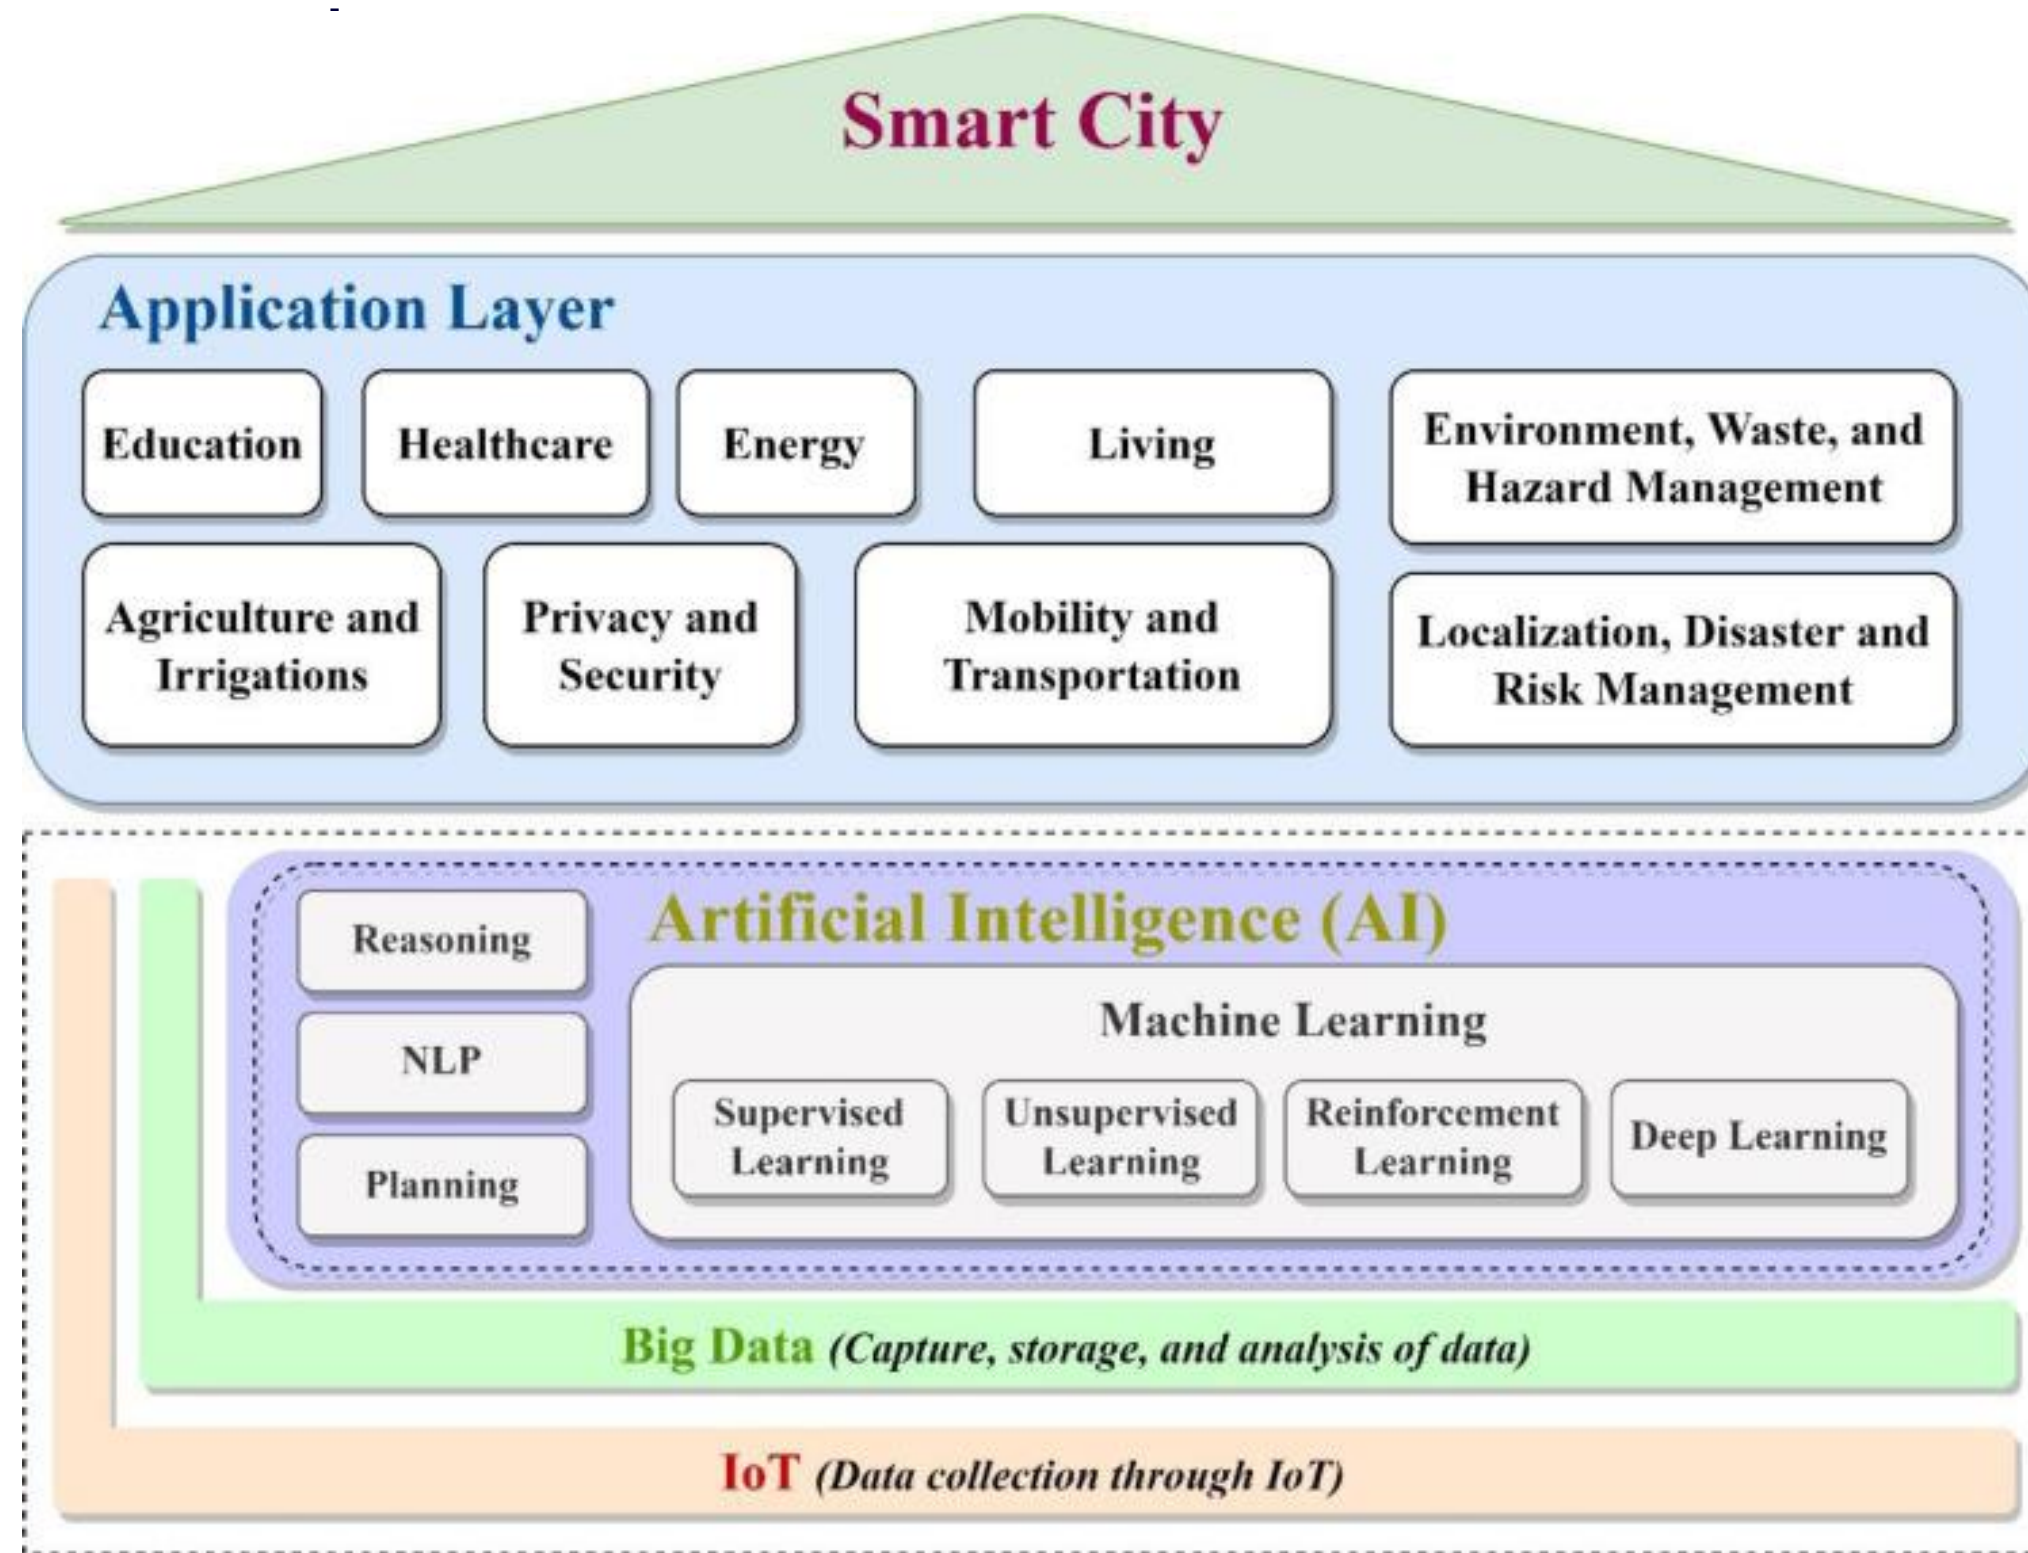 Smart City
Application Layer
Education
Healthcare
Energy
Living
Environment, Waste, and
Hazard Management
Agriculture and
Irrigations
Privacy and
Security
Mobility and
Transportation
Localization, Disaster and
Risk Management
Artificial Intelligence (AI)
Reasoning
NLP
Planning
Machine Learning
Supervised
Learning
Unsupervised
Learning
Reinforcement
Learning
Deep Learning
Big Data (Capture, storage, and analysis of data)
IoT (Data collection through IoT)